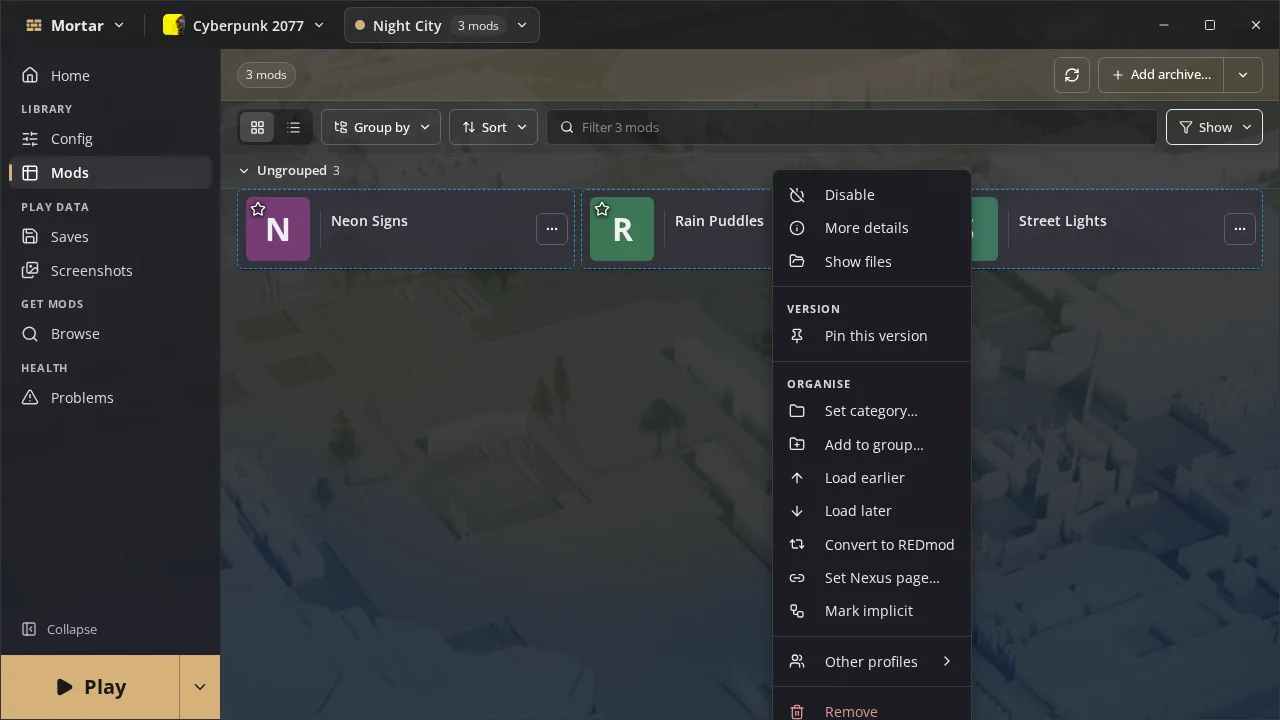 Mortar
Cyberpunk 2077
Night City
3 mods
Home
LIBRARY
Config
Mods
PLAY DATA
Saves
Screenshots
GET MODS
Browse
HEALTH
Problems
Collapse
Play
3 mods
Add archive...
Group by
Sort
Filter 3 mods
Show
Ungrouped 3
N
Neon Signs
R
Rain Puddles
Street Lights
Disable
More details
Show files
VERSION
Pin this version
ORGANISE
Set category...
Add to group...
Load earlier
Load later
Convert to REDmod
Set Nexus page...
Mark implicit
Other profiles
Remove